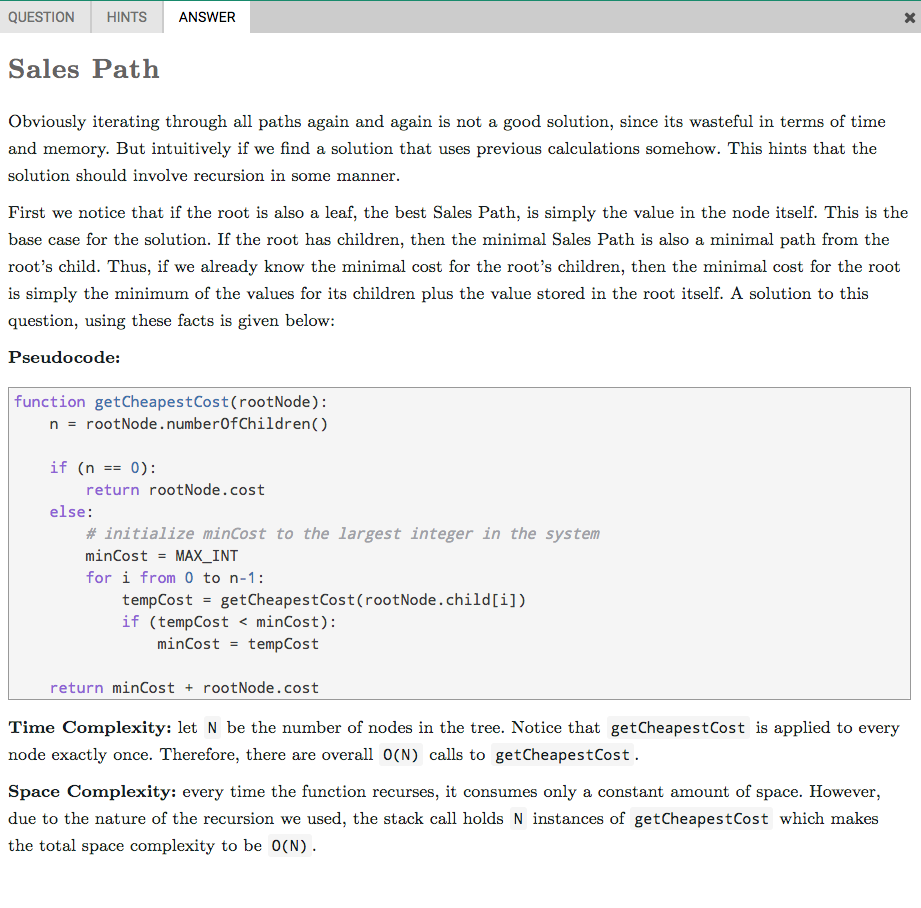 QUESTION HINTS ANSWER ✖
Sales Path
Obviously iterating through all paths again and again is not a good solution, since its wasteful in terms of time
and memory. But intuitively if we find a solution that uses previous calculations somehow. This hints that the
solution should involve recursion in some manner.
First we notice that if the root is also a leaf, the best Sales Path, is simply the value in the node itself. This is the
base case for the solution. If the root has children, then the minimal Sales Path is also a minimal path from the
root’s child. Thus, if we already know the minimal cost for the root’s children, then the minimal cost for the root
is simply the minimum of the values for its children plus the value stored in the root itself. A solution to this
question, using these facts is given below:
Pseudocode:
function getCheapestCost(rootNode):
    n = rootNode.numberOfChildren()
    if (n == 0):
        return rootNode.cost
    else:
        # initialize minCost to the largest integer in the system
        minCost = MAX_INT
        for i from 0 to n-1:
            tempCost = getCheapestCost(rootNode.child[i])
            if (tempCost < minCost):
                minCost = tempCost
    return minCost + rootNode.cost
Time Complexity: let N be the number of nodes in the tree. Notice that getCheapestCost is applied to every
node exactly once. Therefore, there are overall O(N) calls to getCheapestCost.
Space Complexity: every time the function recurses, it consumes only a constant amount of space. However,
due to the nature of the recursion we used, the stack call holds N instances of getCheapestCost which makes
the total space complexity to be O(N).